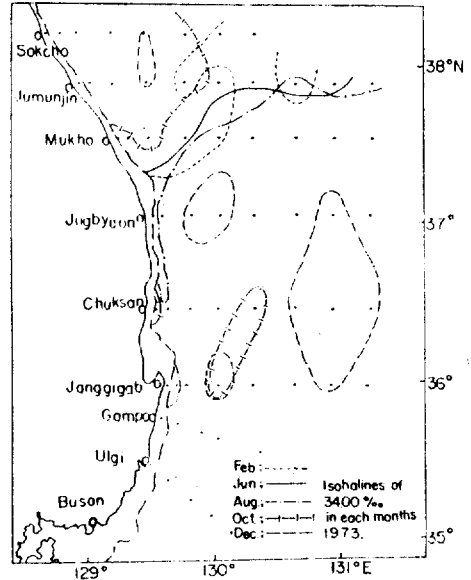 Sokcho
38°N
Jumunjin
Mukho
Jugbyeon
37°
Chuksan
Janggigab
36°
Gampo
Ulgi
Busan
Feb :
Jun : Isohalines of
Aug : 34.00 ‰
Oct : in each months
Dec : 1973.
35°
129° 130° 131°E